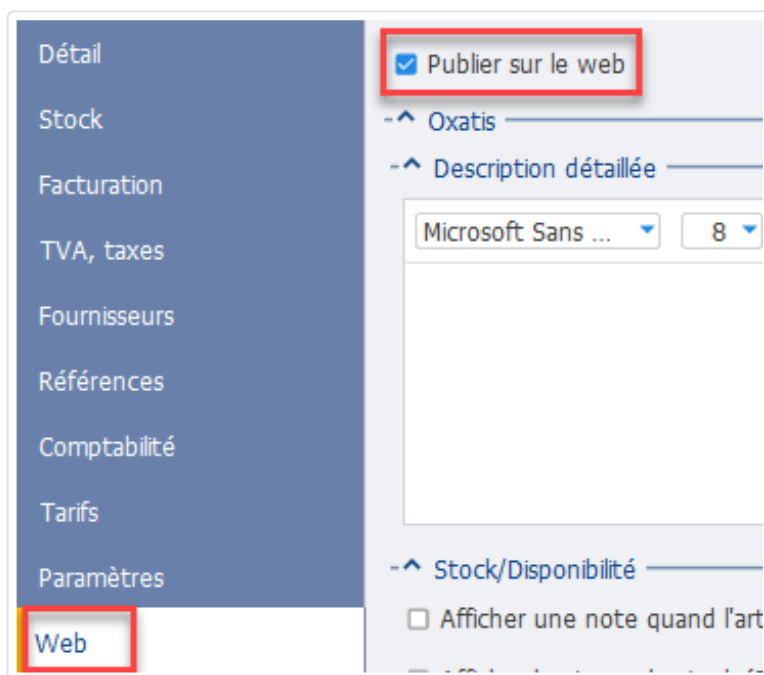 Détail
Stock
Facturation
TVA, taxes
Fournisseurs
Références
Comptabilité
Tarifs
Paramètres
Web
Publier sur le web
Oxatis
Description détaillée
Microsoft Sans ... 8
Stock/Disponibilité
Afficher une note quand l'art